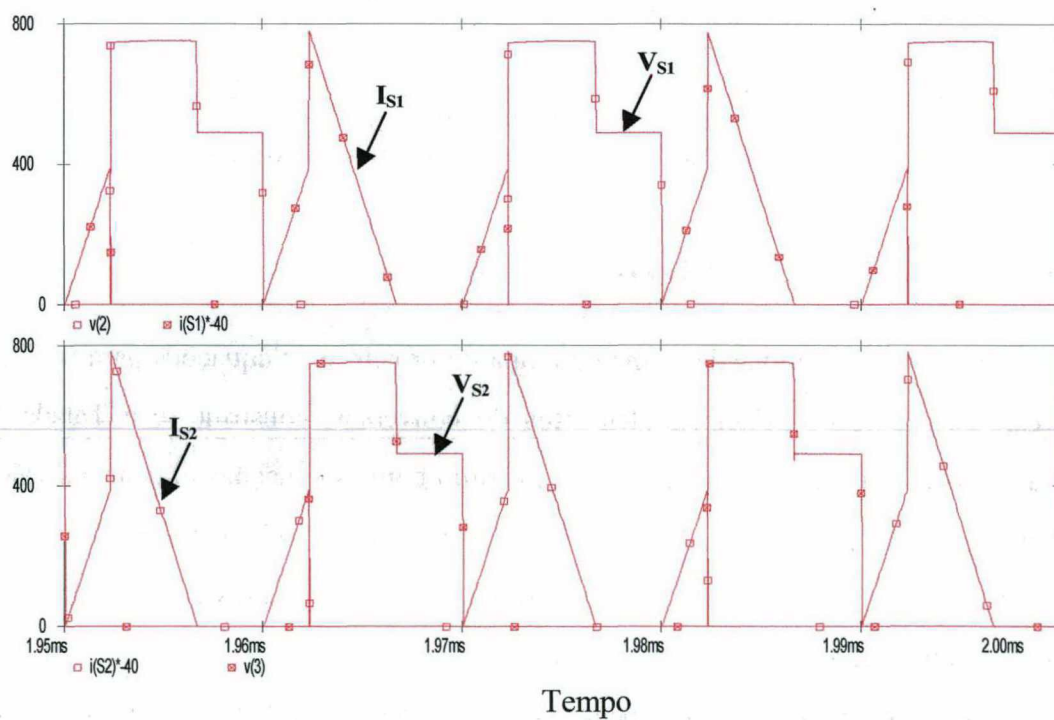 800
V_S1
I_S1
400
0
v(2) i(S1)*-40
800
V_S2
I_S2
400
0
1.95ms 1.96ms 1.97ms 1.98ms 1.99ms 2.00ms
i(S2)*-40 v(3)
Tempo